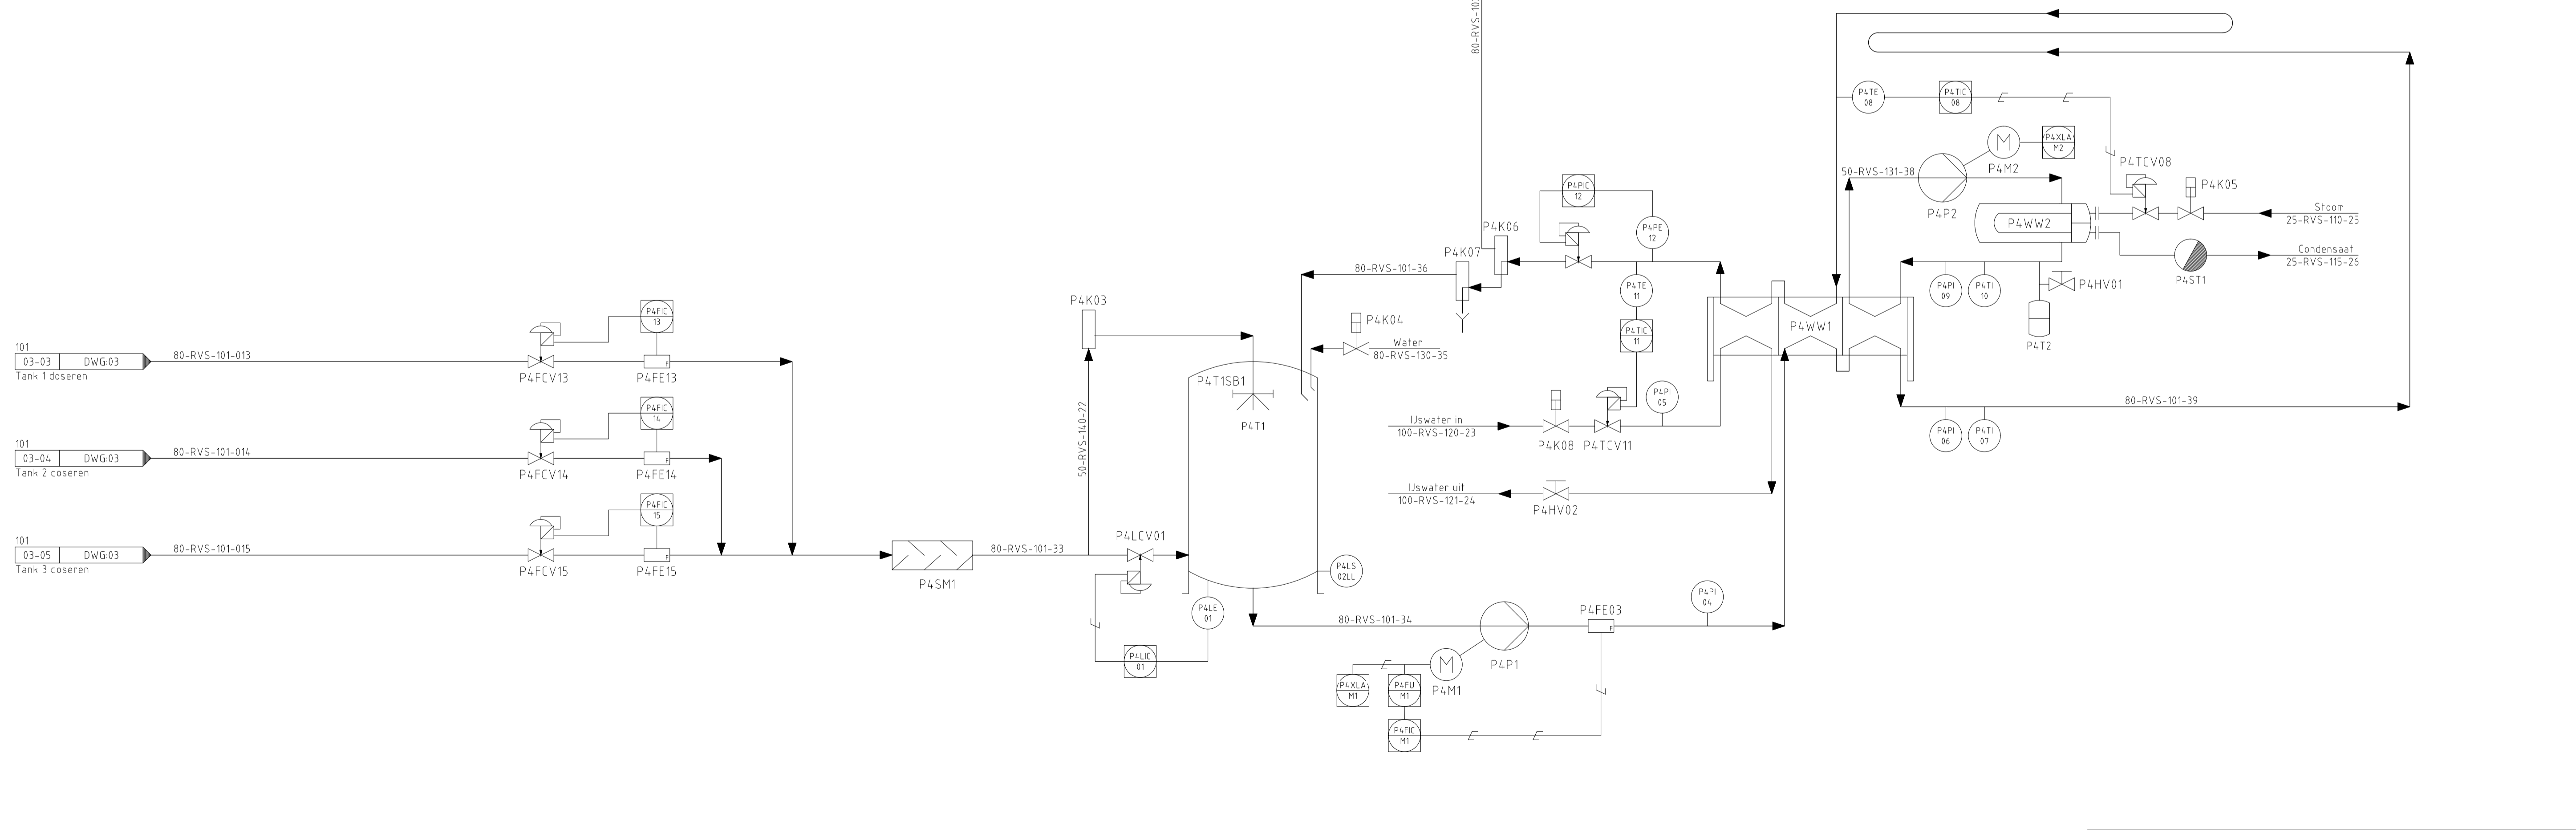 80-RVS-103
P4TE
08
P4TIC
08
P4XLA
M2
P4M2
P4TCV08
50-RVS-131-38
P4P2
P4K05
Stoom
25-RVS-110-25
P4WW2
Condensaat
25-RVS-115-26
P4ST1
P4PI
09
P4TI
10
P4HV01
P4T2
P4PIC
12
P4PE
12
P4K06
P4K07
80-RVS-101-36
P4TE
11
P4TIC
11
P4WW1
P4K04
Water
80-RVS-130-35
P4K03
P4T1SB1
P4T1
50-RVS-140-22
P4PI
05
IJswater in
100-RVS-120-23
P4K08
P4TCV11
80-RVS-101-39
P4PI
06
P4TI
07
IJswater uit
100-RVS-121-24
P4HV02
P4FIC
13
101
03-03
DWG:03
Tank 1 doseren
80-RVS-101-013
P4FCV13
P4FE13
F
P4FIC
14
101
03-04
DWG:03
Tank 2 doseren
80-RVS-101-014
P4FCV14
P4FE14
F
P4FIC
15
101
03-05
DWG:03
Tank 3 doseren
80-RVS-101-015
P4FCV15
P4FE15
F
P4SM1
80-RVS-101-33
P4LCV01
P4LS
02LL
P4LE
01
P4LIC
01
80-RVS-101-34
P4P1
P4FE03
F
P4PI
04
M
P4M1
P4XLA
M1
P4FU
M1
P4FIC
M1
M